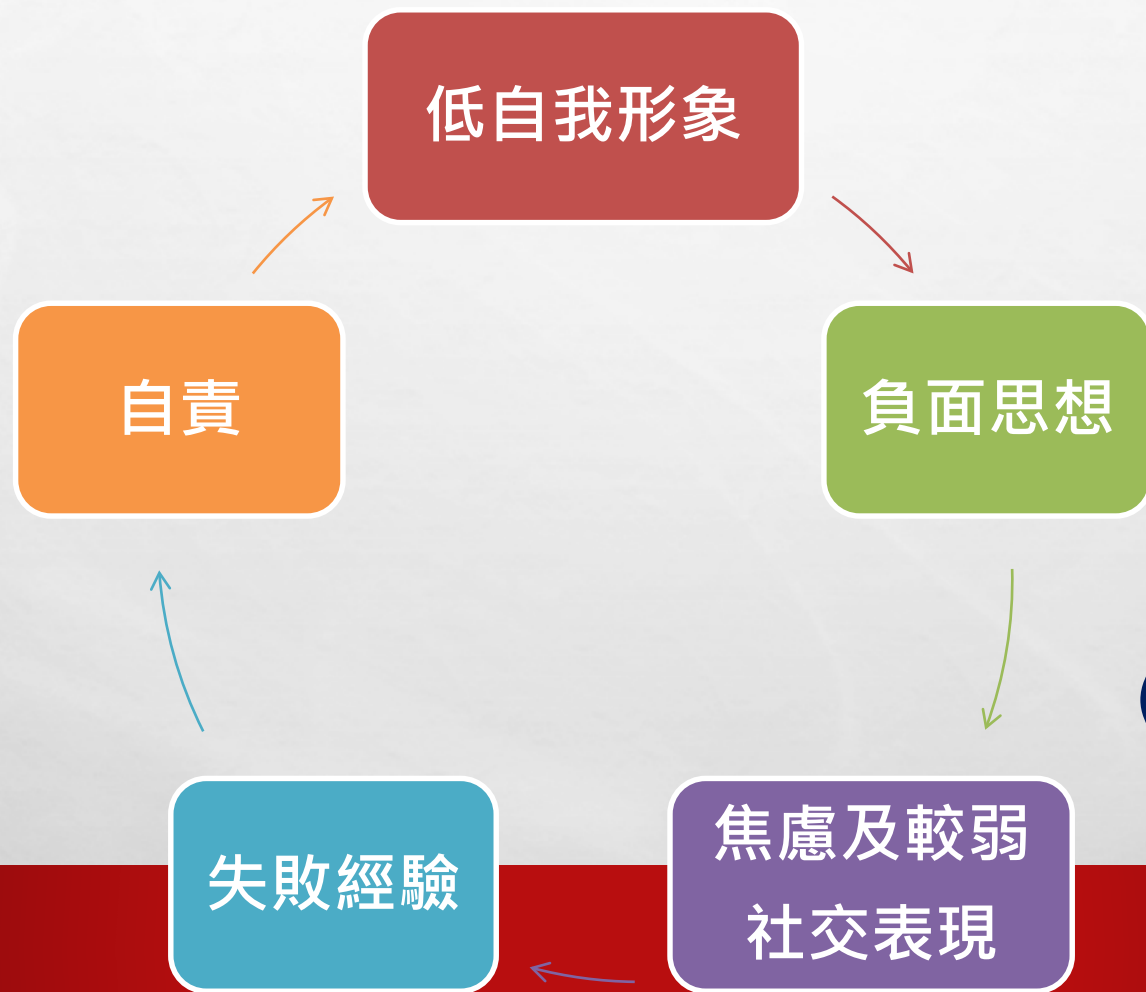 低自我形象
負面思想
焦慮及較弱
社交表現
失敗經驗
自責